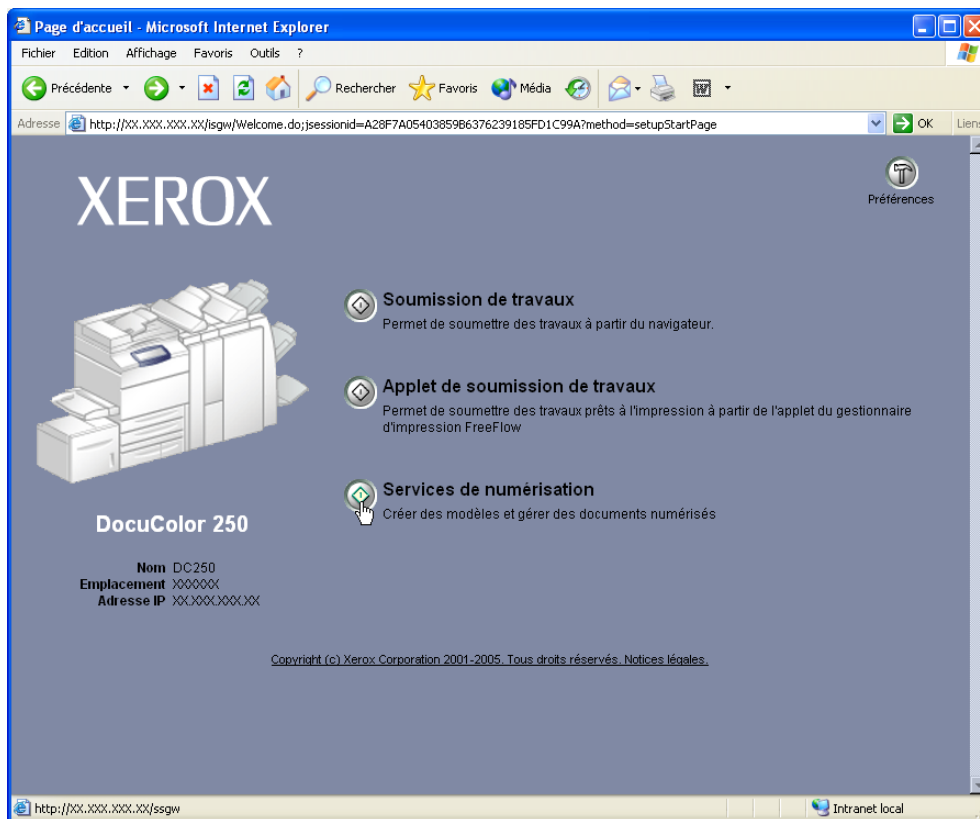 Page d'accueil - Microsoft Internet Explorer
Fichier Edition Affichage Favoris Outils ?
Précédente Rechercher Favoris Média
Adresse http://XX.XXX.XXX.XX/isgw/Welcome.do;jsessionid=A28F7A05403859B6376239185FD1C99A?method=setupStartPage OK Liens
XEROX
Préférences
Soumission de travaux
Permet de soumettre des travaux à partir du navigateur.
Applet de soumission de travaux
Permet de soumettre des travaux prêts à l'impression à partir de l'applet du gestionnaire
d'impression FreeFlow
Services de numérisation
Créer des modèles et gérer des documents numérisés
DocuColor 250
Nom DC250
Emplacement XXXXXX
Adresse IP XX.XXX.XXX.XX
Copyright (c) Xerox Corporation 2001-2005. Tous droits réservés. Notices légales.
http://XX.XXX.XXX.XX/ssgw Intranet local